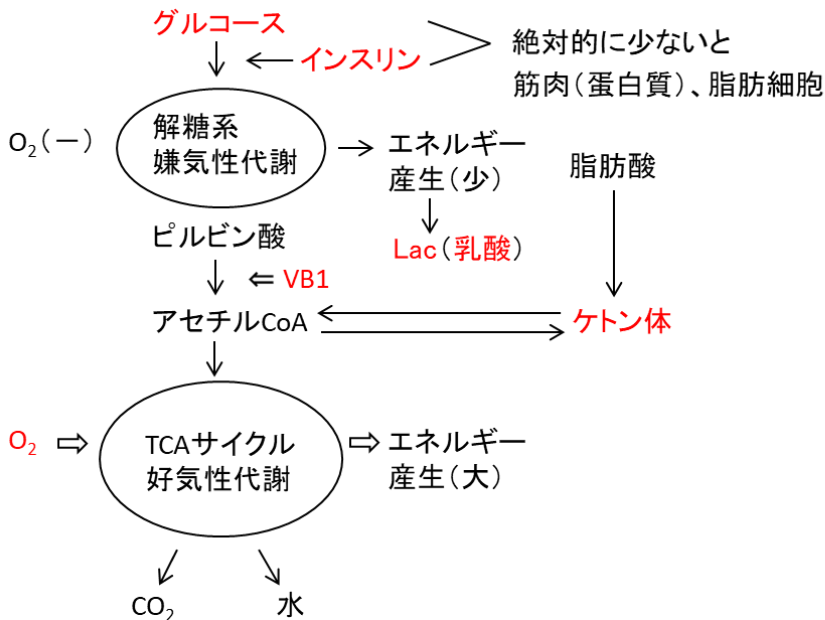 グルコース
インスリン
絶対的に少ないと
筋肉(蛋白質)、脂肪細胞
O₂(ー)
解糖系
嫌気性代謝
エネルギー
産生(少)
脂肪酸
ピルビン酸
Lac(乳酸)
⇐ VB1
アセチルCoA
ケトン体
O₂
TCAサイクル
好気性代謝
エネルギー
産生(大)
CO₂
水